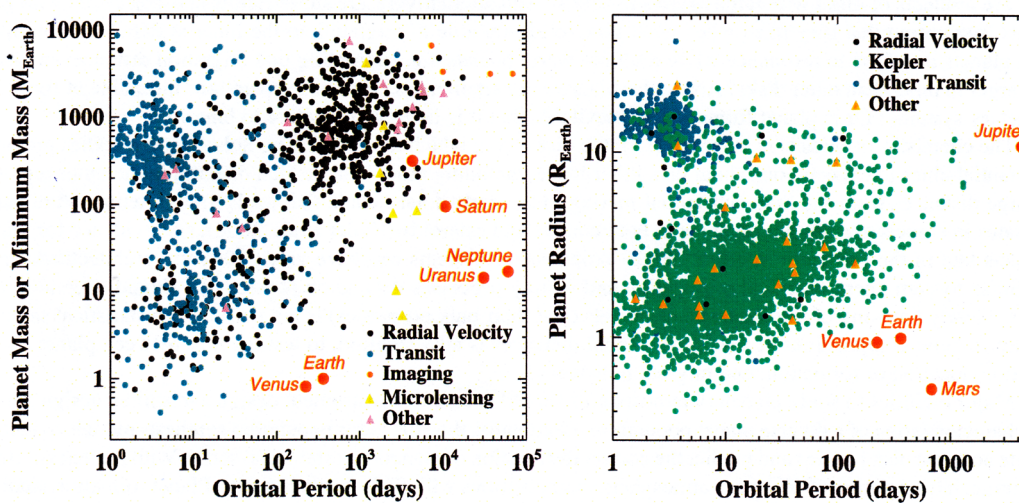 Planet Mass or Minimum Mass (M*Earth)
10000
1000
100
10
1
Jupiter
Saturn
Neptune
Uranus
Earth
Venus
Radial Velocity
Transit
Imaging
Microlensing
Other
10^0 10^1 10^2 10^3 10^4 10^5
Orbital Period (days)
Planet Radius (REarth)
10
1
Radial Velocity
Kepler
Other Transit
Other
Jupite
Earth
Venus
Mars
1 10 100 1000
Orbital Period (days)